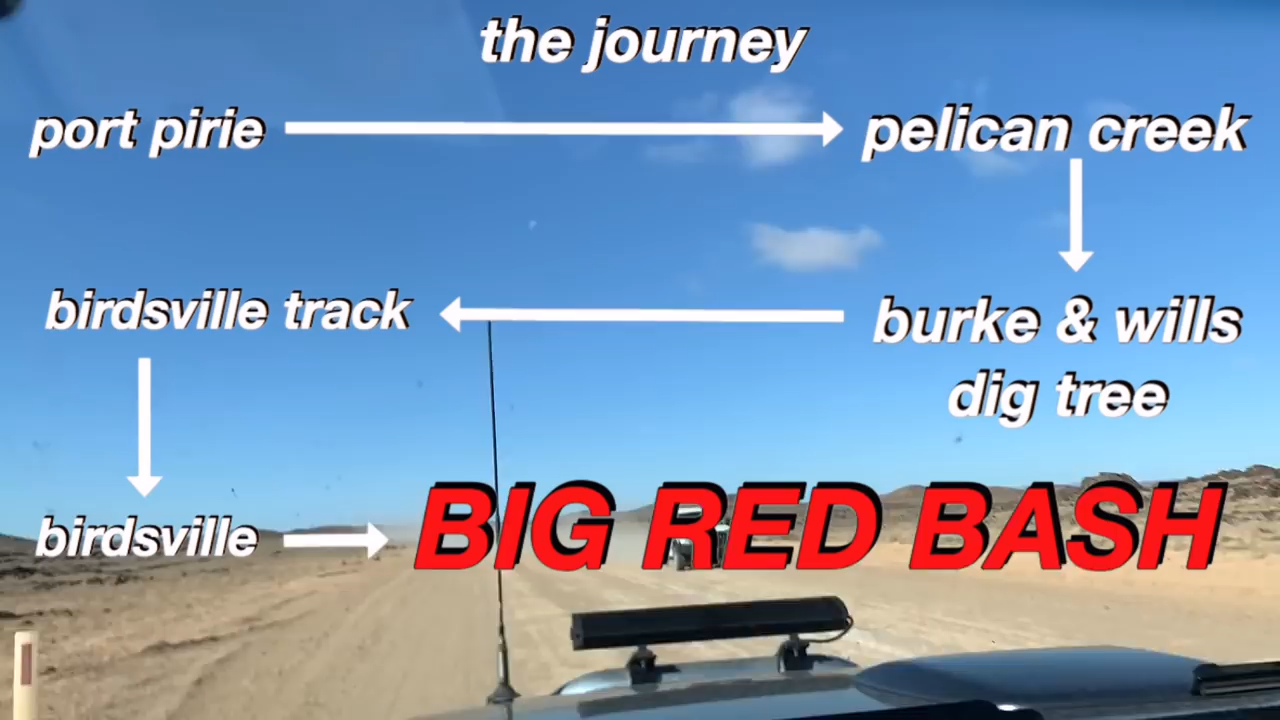 the journey
port pirie
pelican creek
burke & wills
dig tree
birdsville track
birdsville
BIG RED BASH